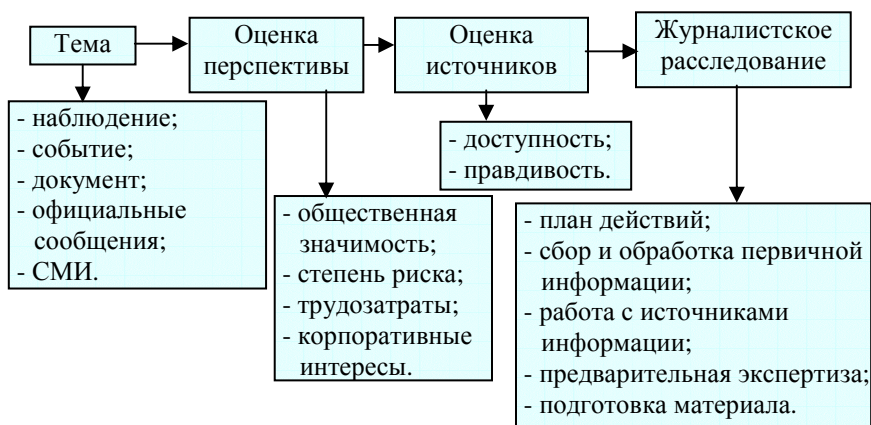 Тема
Оценка
перспективы
Оценка
источников
Журналистское
расследование
- наблюдение;
- событие;
- документ;
- официальные
сообщения;
- СМИ.
- общественная
значимость;
- степень риска;
- трудозатраты;
- корпоративные
интересы.
- доступность;
- правдивость.
- план действий;
- сбор и обработка первичной
информации;
- работа с источниками
информации;
- предварительная экспертиза;
- подготовка материала.